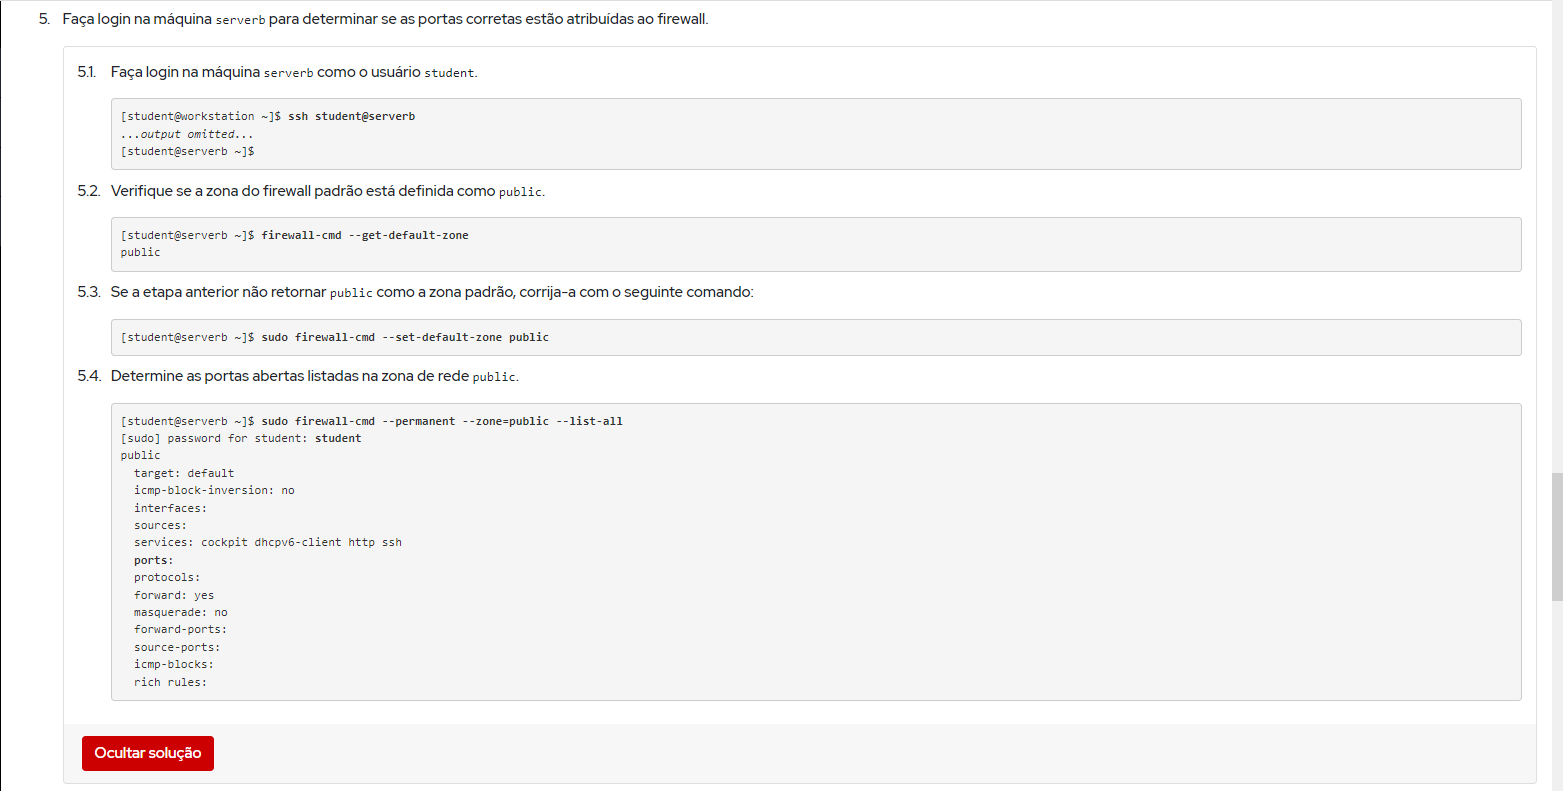 5. Faça login na máquina serverb para determinar se as portas corretas estão atribuídas ao firewall.
5.1. Faça login na máquina serverb como o usuário student.
[student@workstation ~]$ ssh student@serverb
...output omitted...
[student@serverb ~]$
5.2. Verifique se a zona do firewall padrão está definida como public.
[student@serverb ~]$ firewall-cmd --get-default-zone
public
5.3. Se a etapa anterior não retornar public como a zona padrão, corrija-a com o seguinte comando:
[student@serverb ~]$ sudo firewall-cmd --set-default-zone public
5.4. Determine as portas abertas listadas na zona de rede public.
[student@serverb ~]$ sudo firewall-cmd --permanent --zone=public --list-all
[sudo] password for student: student
public
  target: default
  icmp-block-inversion: no
  interfaces:
  sources:
  services: cockpit dhcpv6-client http ssh
  ports:
  protocols:
  forward: yes
  masquerade: no
  forward-ports:
  source-ports:
  icmp-blocks:
  rich rules:
Ocultar solução